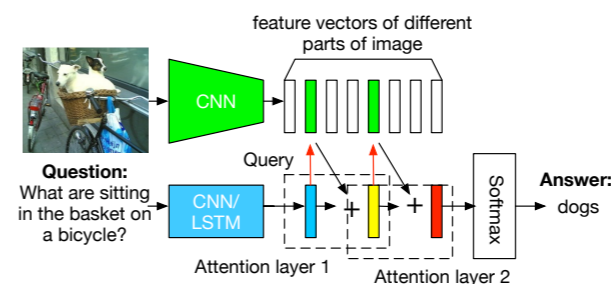 feature vectors of different
parts of image
CNN
Question:
What are sitting
in the basket on
a bicycle?
Query
CNN/
LSTM
+
+
Softmax
Answer:
dogs
Attention layer 1
Attention layer 2